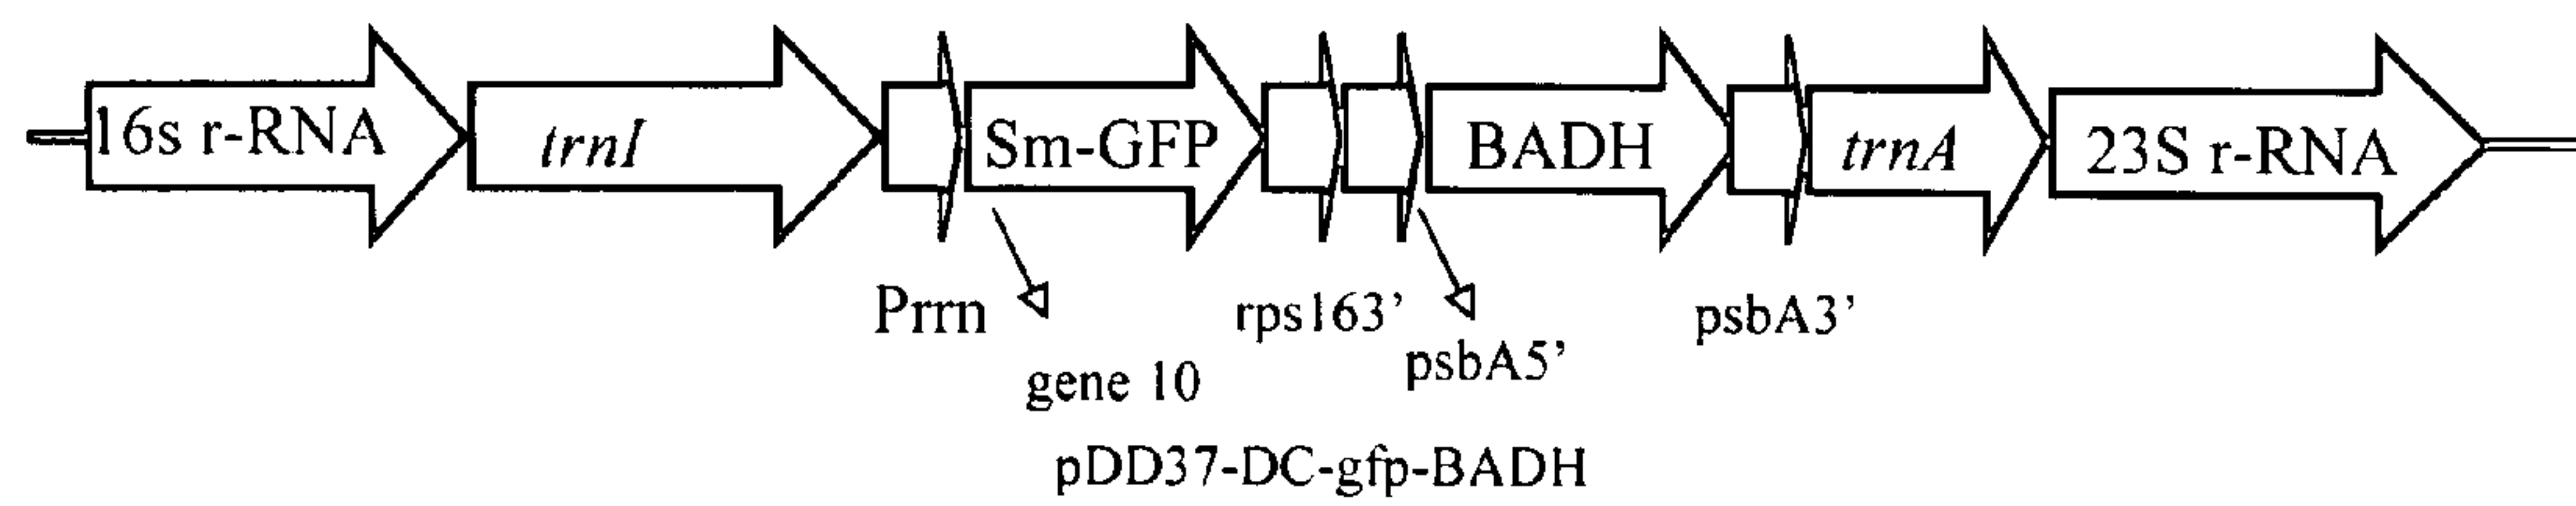 16s r-RNA
trnI
Sm-GFP
BADH
trnA
23S r-RNA
Prrn
gene 10
rps163’
psbA5’
psbA3’
pDD37-DC-gfp-BADH